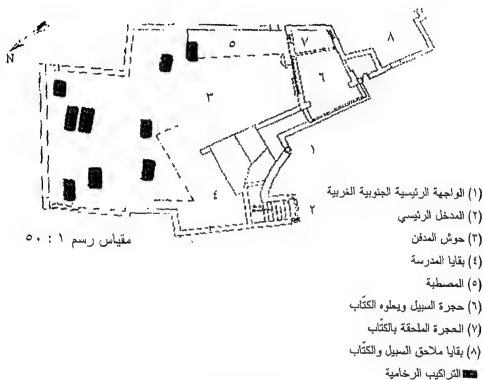 N
٨
٧
٥
٦
٣
١
٤
٢
مقياس رسم ١ : ٥٠
(١) الواجهة الرئيسية الجنوبية الغربية
(٢) المدخل الرئيسي
(٣) حوش المدفن
(٤) بقايا المدرسة
(٥) المصطبة
(٦) حجرة السبيل ويعلوه الكتّاب
(٧) الحجرة الملحقة بالكتّاب
(٨) بقايا ملاحق السبيل والكتّاب
التراكيب الرخامية